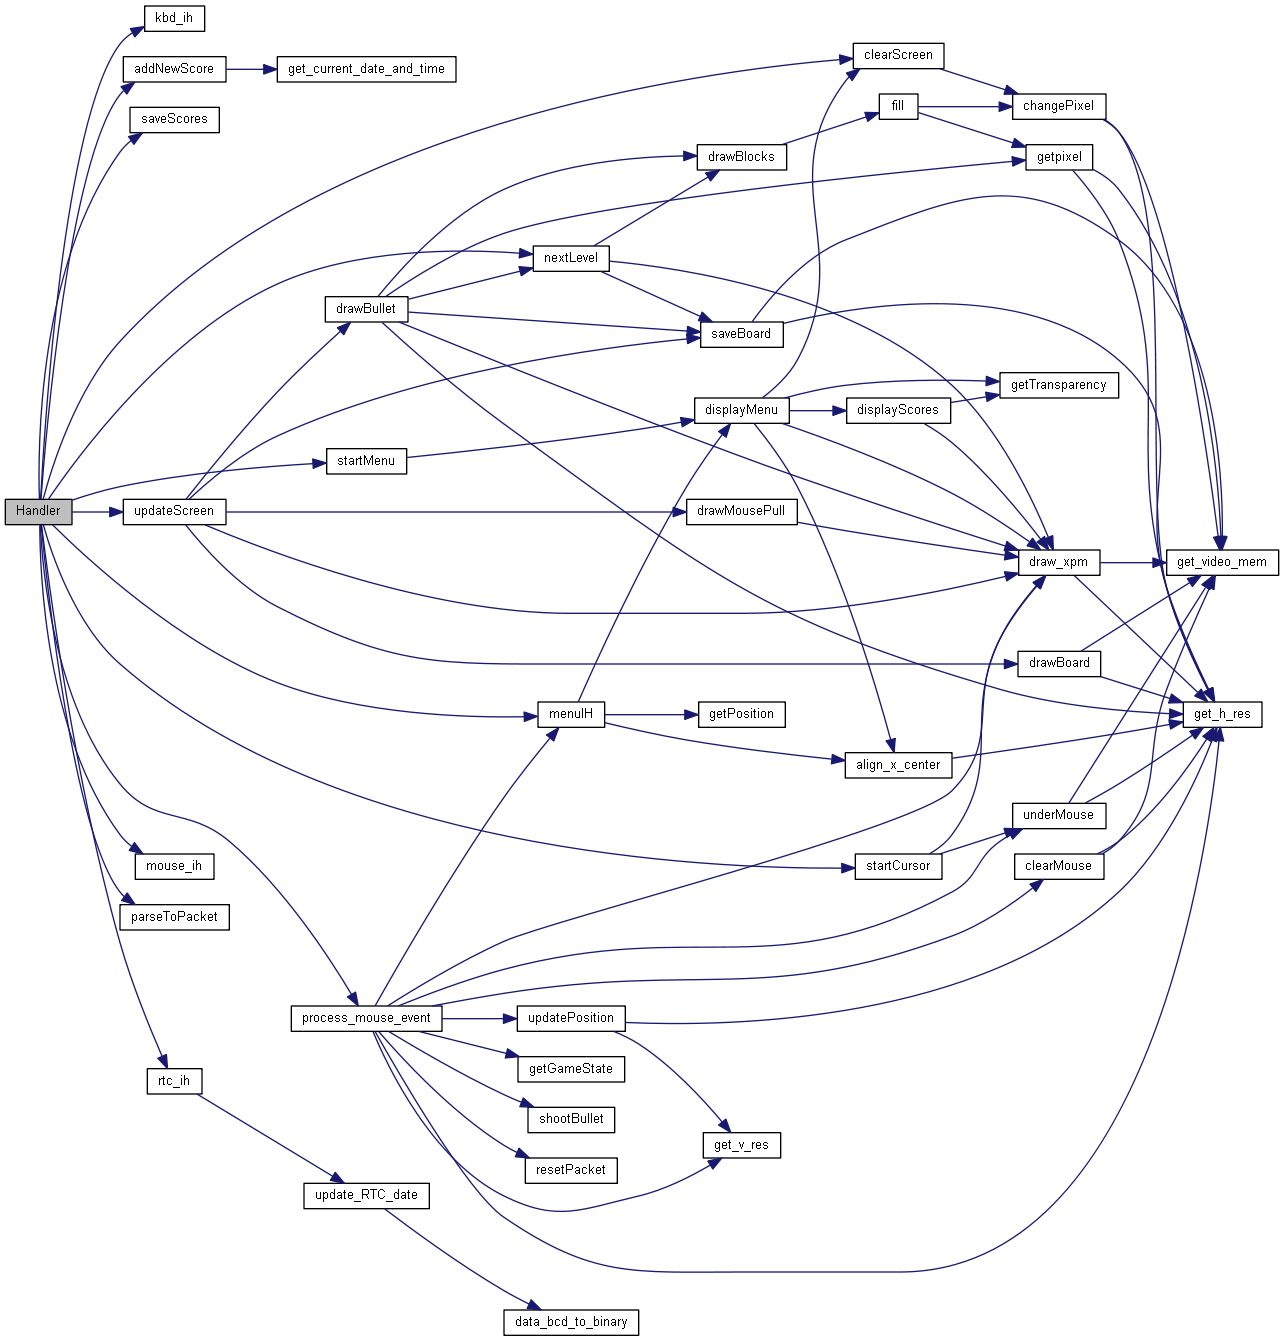 kbd_ih
addNewScore
get_current_date_and_time
saveScores
clearScreen
fill
changePixel
drawBlocks
getpixel
nextLevel
drawBullet
saveBoard
getTransparency
displayMenu
displayScores
startMenu
Handler
updateScreen
drawMousePull
draw_xpm
get_video_mem
drawBoard
menuIH
getPosition
get_h_res
align_x_center
underMouse
mouse_ih
startCursor
clearMouse
parseToPacket
process_mouse_event
updatePosition
getGameState
rtc_ih
shootBullet
get_v_res
resetPacket
update_RTC_date
data_bcd_to_binary